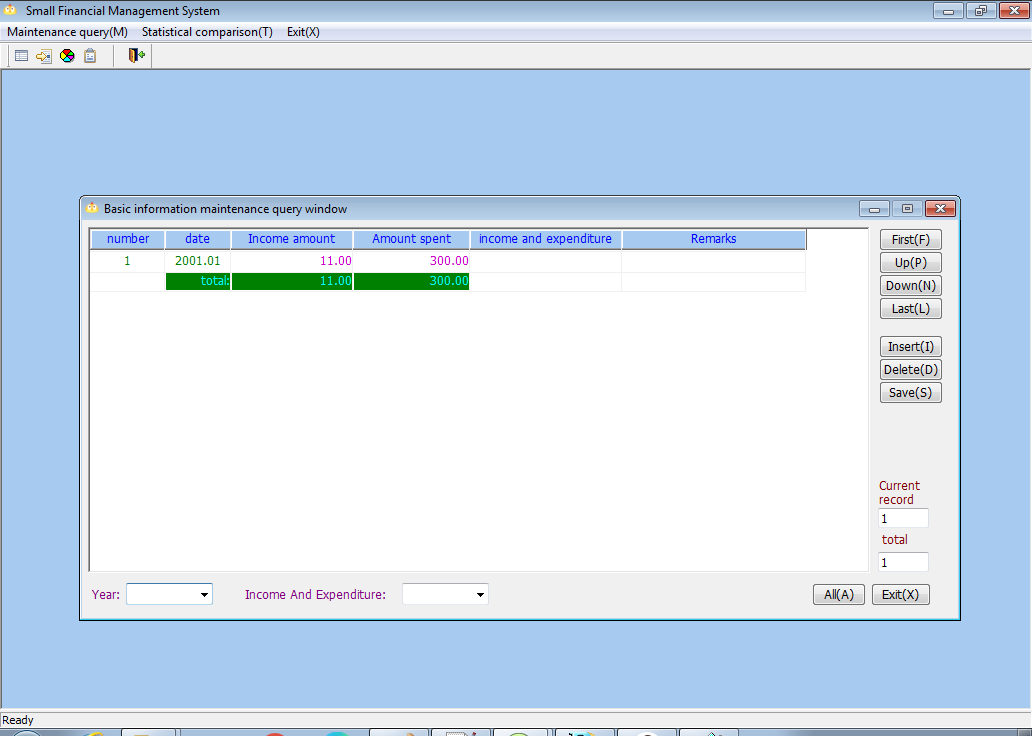 Small Financial Management System
Maintenance query(M) Statistical comparison(T) Exit(X)
Basic information maintenance query window
number date Income amount Amount spent income and expenditure Remarks
1 2001.01 11.00 300.00
total: 11.00 300.00
First(F)
Up(P)
Down(N)
Last(L)
Insert(I)
Delete(D)
Save(S)
Current
record
1
total
1
Year: Income And Expenditure: All(A) Exit(X)
Ready